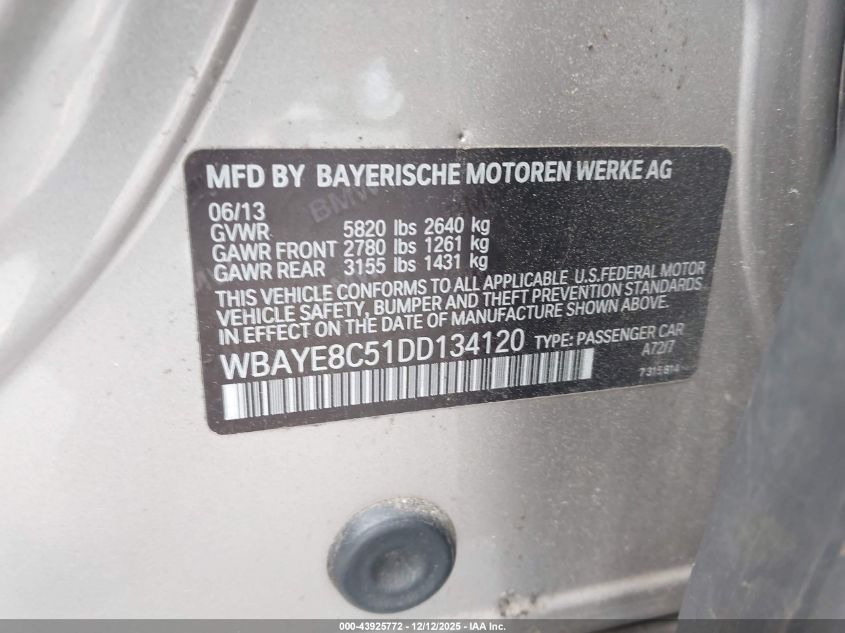 MFD BY BAYERISCHE MOTOREN WERKE AG
06/13
GVWR 5820 lbs 2640 kg
GAWR FRONT 2780 lbs 1261 kg
GAWR REAR 3155 lbs 1431 kg
THIS VEHICLE CONFORMS TO ALL APPLICABLE U.S.FEDERAL MOTOR
VEHICLE SAFETY, BUMPER AND THEFT PREVENTION STANDARDS
IN EFFECT ON THE DATE OF MANUFACTURE SHOWN ABOVE.
WBAYE8C51DD134120 TYPE: PASSENGER CAR
A72/7
7315814
000-43925772 - 12/12/2025 - IAA Inc.